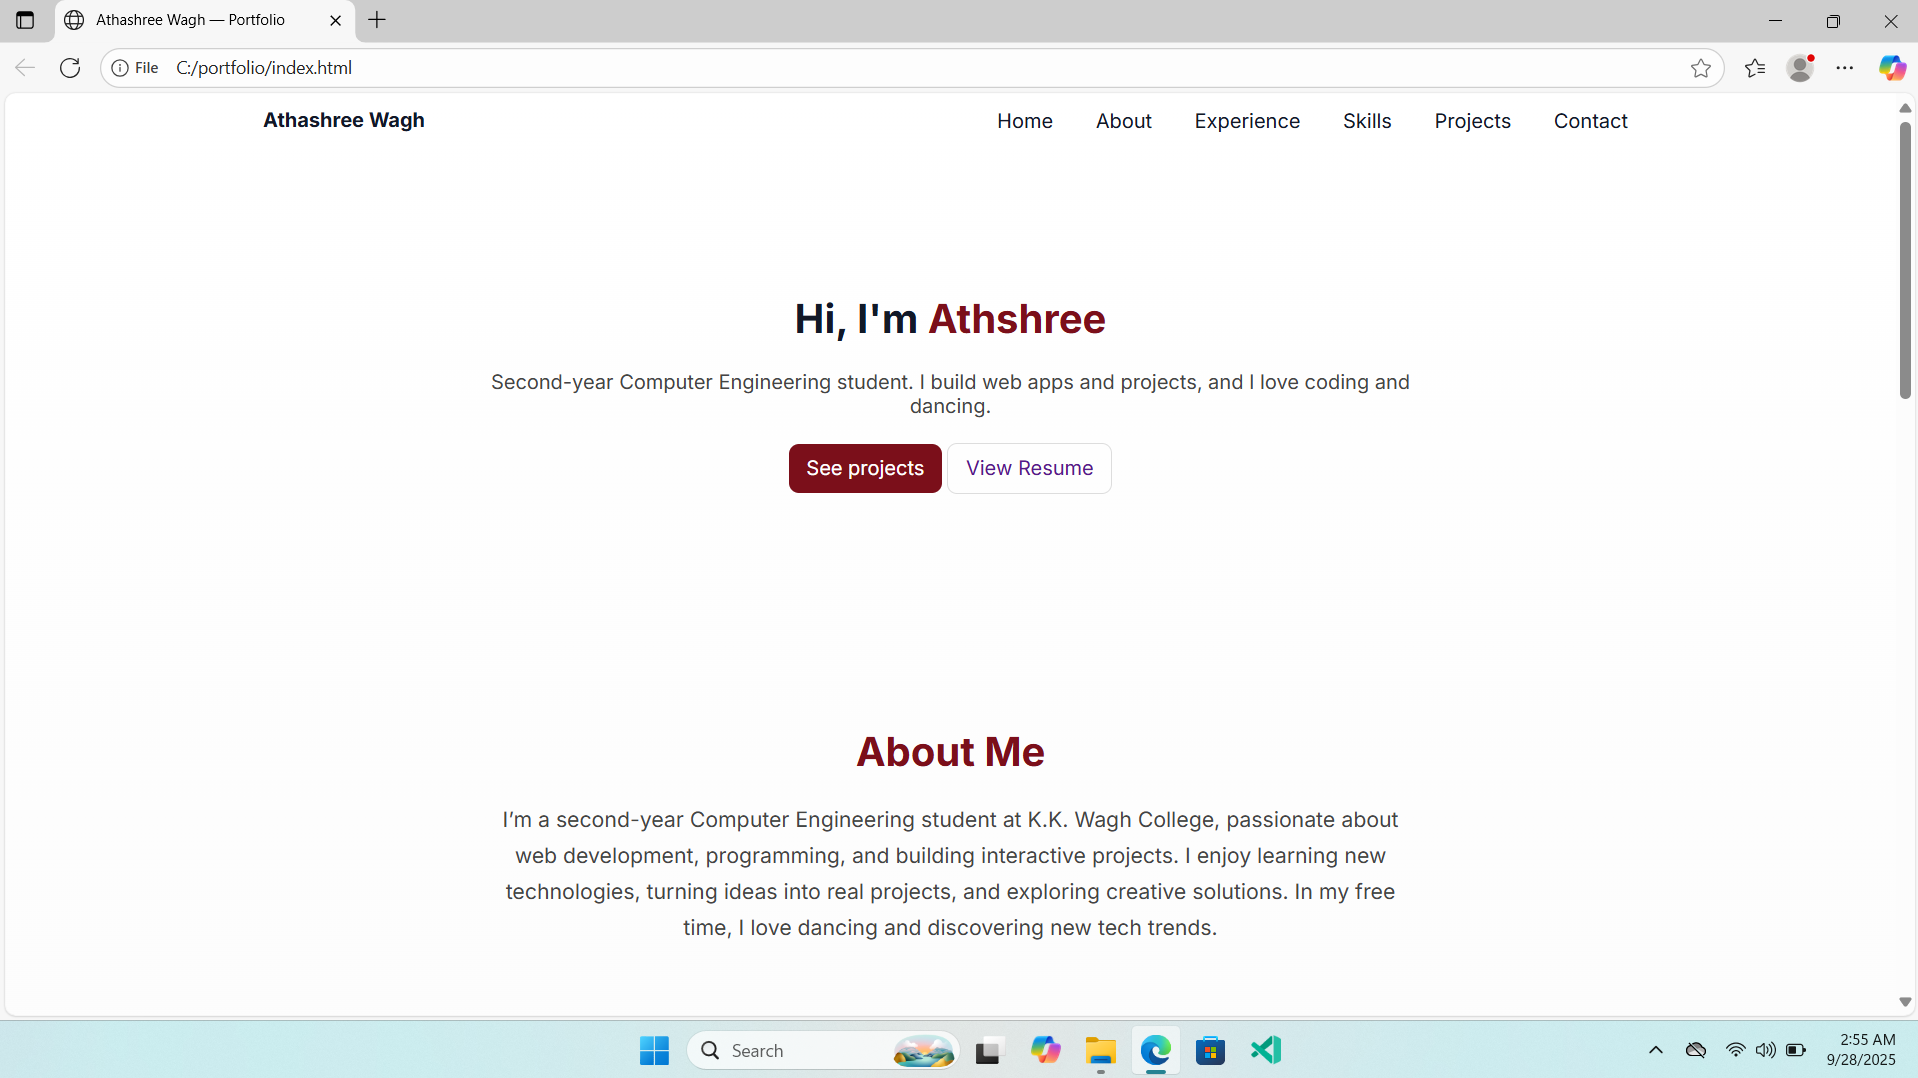 Athashree Wagh — Portfolio
File C:/portfolio/index.html
Athashree Wagh
Home About Experience Skills Projects Contact
Hi, I'm Athshree
Second-year Computer Engineering student. I build web apps and projects, and I love coding and
dancing.
See projects View Resume
About Me
I’m a second-year Computer Engineering student at K.K. Wagh College, passionate about
web development, programming, and building interactive projects. I enjoy learning new
technologies, turning ideas into real projects, and exploring creative solutions. In my free
time, I love dancing and discovering new tech trends.
Search
2:55 AM
9/28/2025